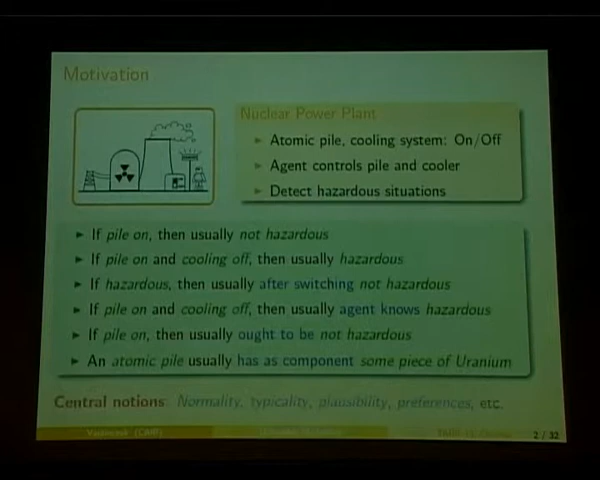 Motivation
Nuclear Power Plant
► Atomic pile, cooling system: On/Off
► Agent controls pile and cooler
► Detect hazardous situations
► If pile on, then usually not hazardous
► If pile on and cooling off, then usually hazardous
► If hazardous, then usually after switching not hazardous
► If pile on and cooling off, then usually agent knows hazardous
► If pile on, then usually ought to be not hazardous
► An atomic pile usually has as component some piece of Uranium
Central notions: Normality, typicality, plausibility, preferences, etc.
2 / 32